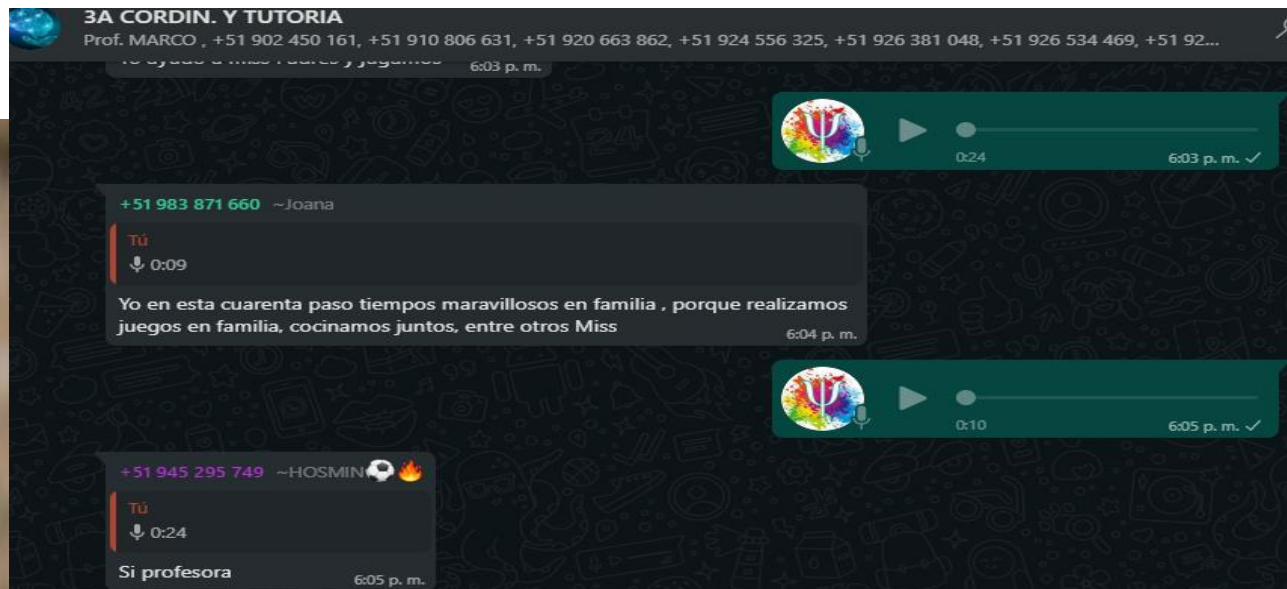 3A CORDIN. Y TUTORIA
Prof. MARCO , +51 902 450 161, +51 910 806 631, +51 920 663 862, +51 924 556 325, +51 926 381 048, +51 926 534 469, +51 92...
6:03 p. m.
0:24 6:03 p. m.
+51 983 871 660 ~Joana
Tú
0:09
Yo en esta cuarenta paso tiempos maravillosos en familia , porque realizamos
juegos en familia, cocinamos juntos, entre otros Miss
6:04 p. m.
0:10 6:05 p. m.
+51 945 295 749 ~HOSMIN⚽🔥
Tú
0:24
Si profesora 6:05 p. m.